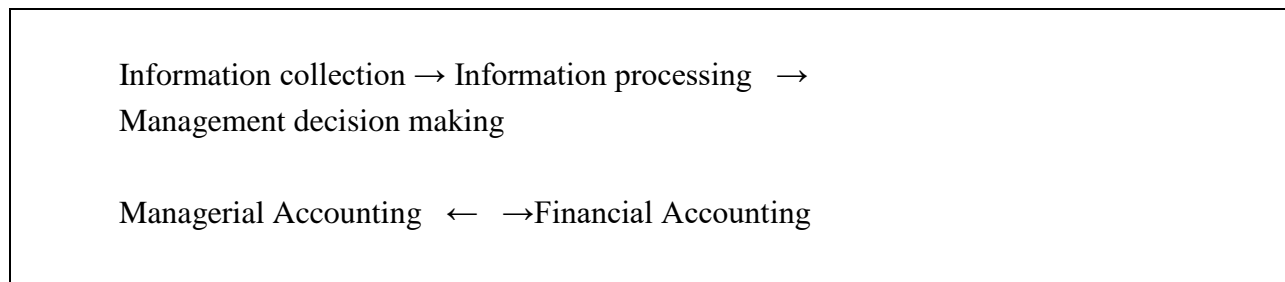 Information collection → Information processing →
Management decision making
Managerial Accounting ← →Financial Accounting